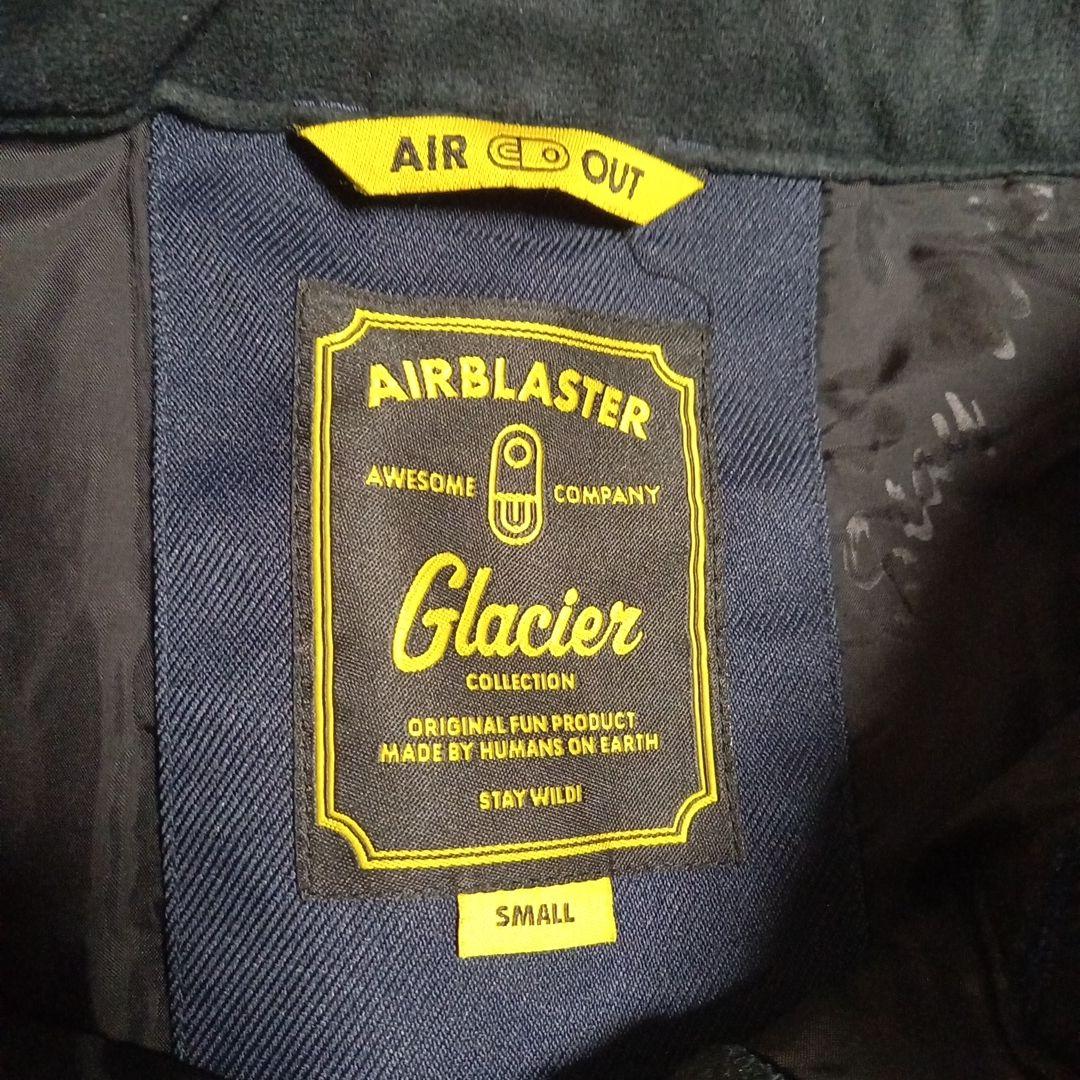 AIR OUT
AIRBLASTER
AWESOME COMPANY
Glacier
COLLECTION
ORIGINAL FUN PRODUCT
MADE BY HUMANS ON EARTH
STAY WILD!
SMALL